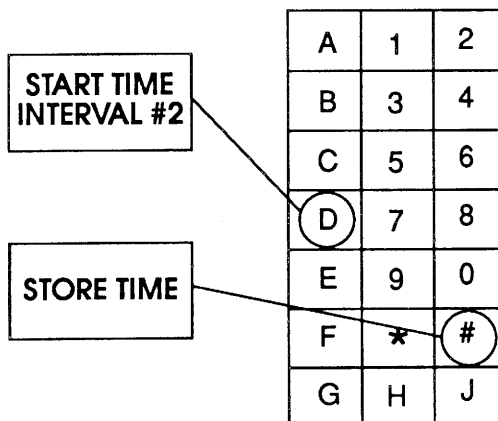 START TIME
INTERVAL #2
STORE TIME
A 1 2
B 3 4
C 5 6
D 7 8
E 9 0
F * #
G H J